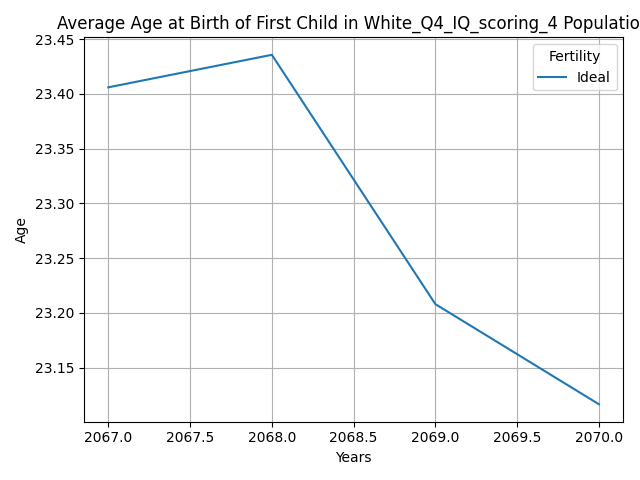 Average Age at Birth of First Child in White_Q4_IQ_scoring_4 Populatio
23.45
23.40
23.35
23.30
23.25
23.20
23.15
Age
Fertility
Ideal
2067.0 2067.5 2068.0 2068.5 2069.0 2069.5 2070.0
Years